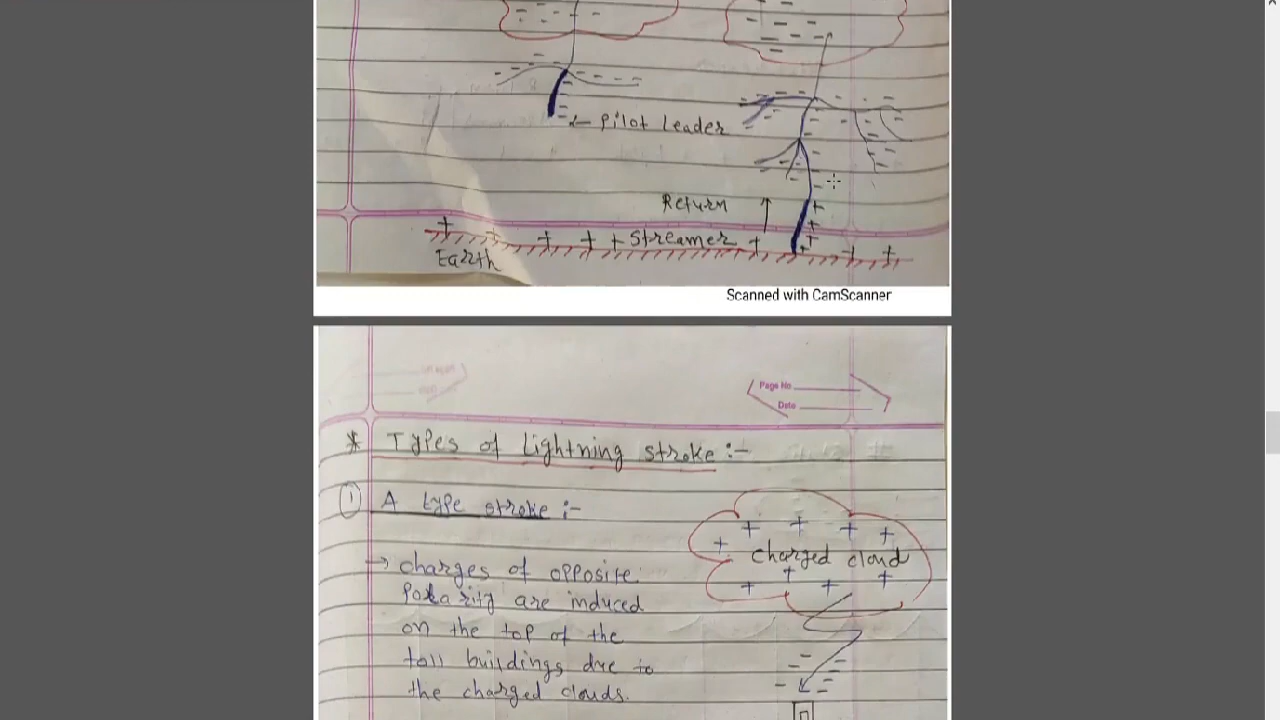 ← Pilot Leader
Return
Streamer
Earth
Scanned with CamScanner
Page No
Date
* Types of Lightning stroke :-
① A type stroke :-
charged cloud
→ charges of opposite
Polarity are induced
on the top of the
tall buildings due to
the charged clouds.